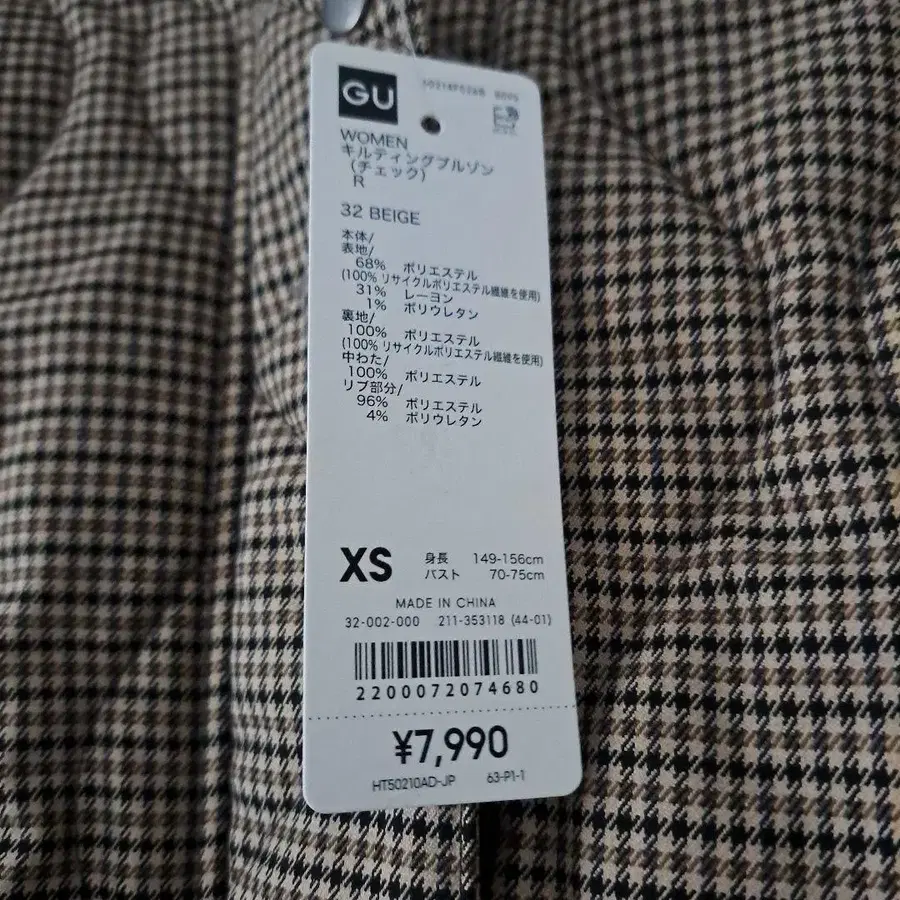 GU
WOMEN
キルティングブルゾン
(チェック)
R
32 BEIGE
本体/
表地/
68% ポリエステル
(100% リサイクルポリエステル繊維を使用)
31% レーヨン
1% ポリウレタン
裏地/
100% ポリエステル
(100% リサイクルポリエステル繊維を使用)
中わた/
100% ポリエステル
リブ部分/
96% ポリエステル
4% ポリウレタン
XS
身長 149-156cm
バスト 70-75cm
MADE IN CHINA
32-002-000 211-353118 (44-01)
2200072074680
¥7,990
HT50210AD-JP 63-P1-1